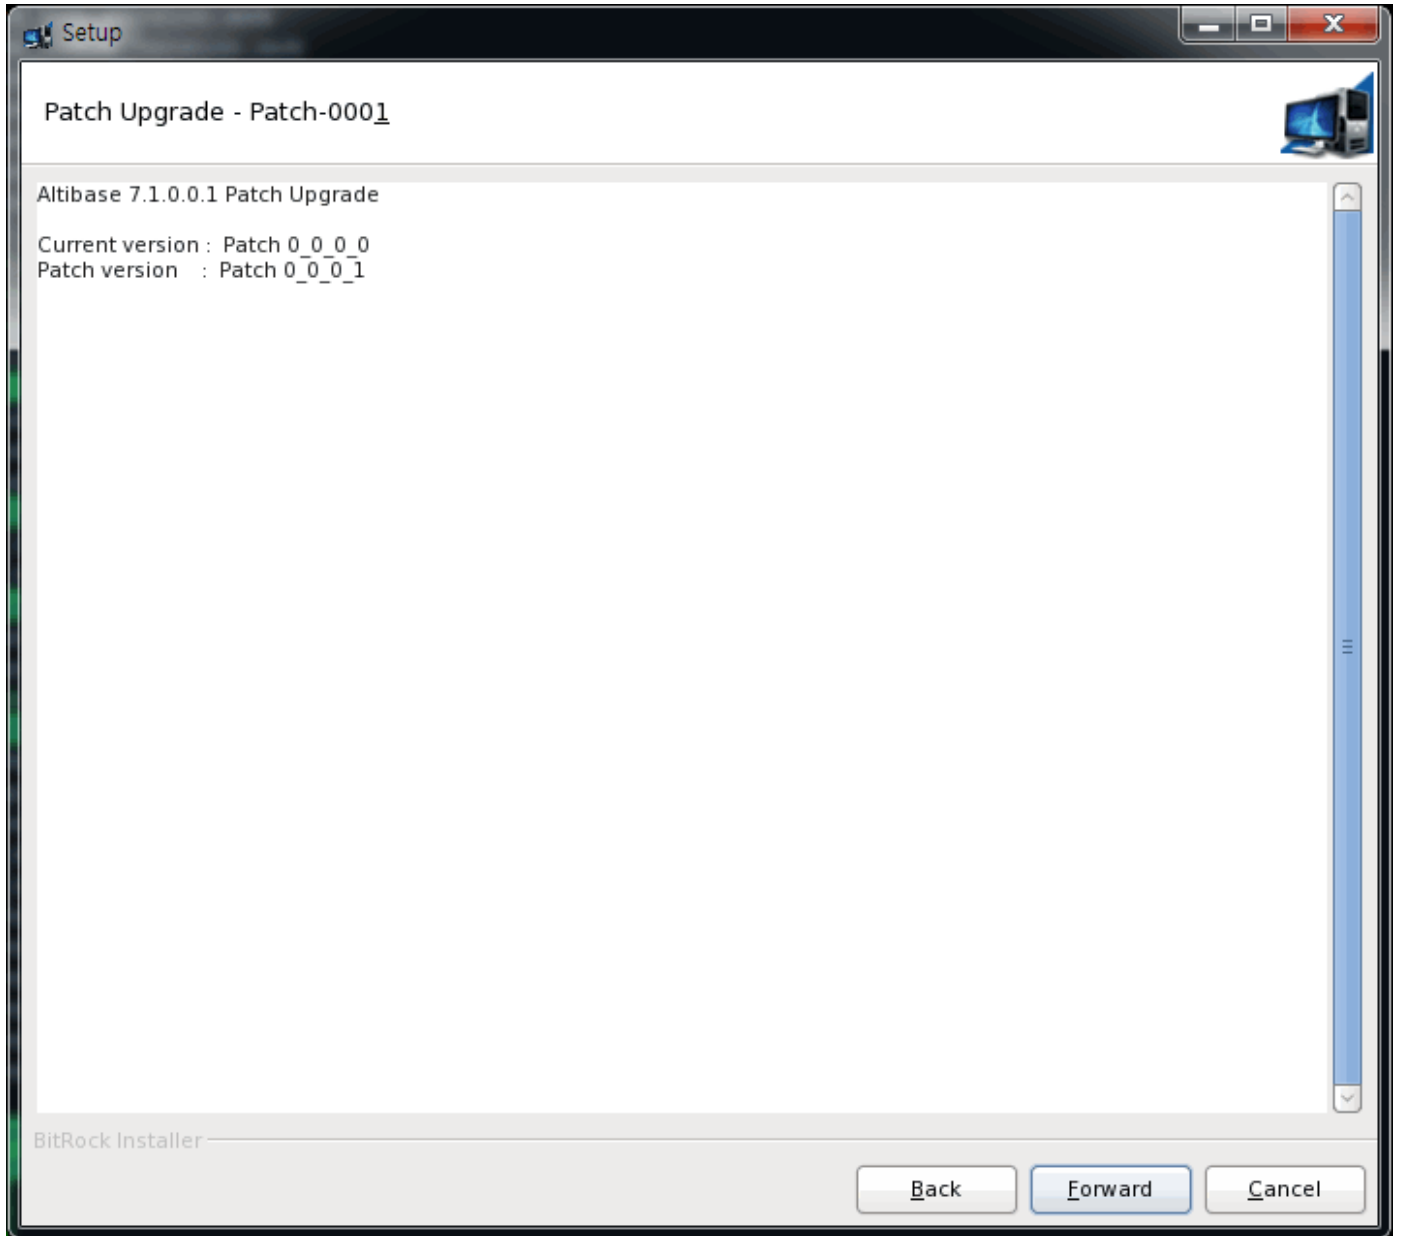 Setup
Patch Upgrade - Patch-0001
Altibase 7.1.0.0.1 Patch Upgrade
Current version :  Patch 0_0_0_0
Patch version   :  Patch 0_0_0_1
BitRock Installer
Back
Forward
Cancel